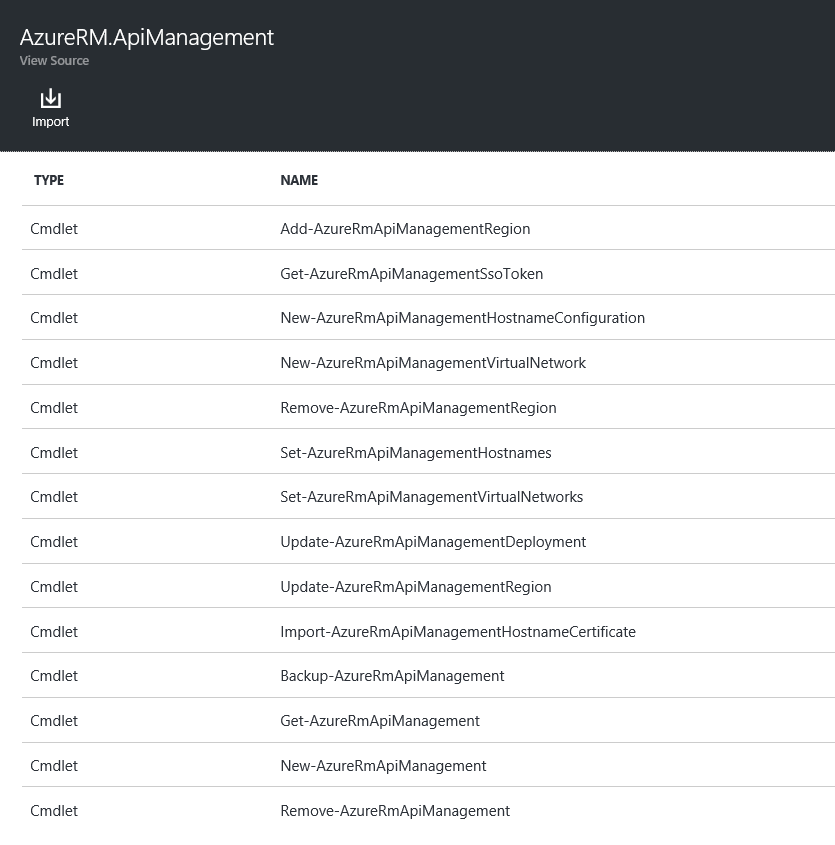 AzureRM.ApiManagement
View Source
Import
TYPE NAME
Cmdlet Add-AzureRmApiManagementRegion
Cmdlet Get-AzureRmApiManagementSsoToken
Cmdlet New-AzureRmApiManagementHostnameConfiguration
Cmdlet New-AzureRmApiManagementVirtualNetwork
Cmdlet Remove-AzureRmApiManagementRegion
Cmdlet Set-AzureRmApiManagementHostnames
Cmdlet Set-AzureRmApiManagementVirtualNetworks
Cmdlet Update-AzureRmApiManagementDeployment
Cmdlet Update-AzureRmApiManagementRegion
Cmdlet Import-AzureRmApiManagementHostnameCertificate
Cmdlet Backup-AzureRmApiManagement
Cmdlet Get-AzureRmApiManagement
Cmdlet New-AzureRmApiManagement
Cmdlet Remove-AzureRmApiManagement